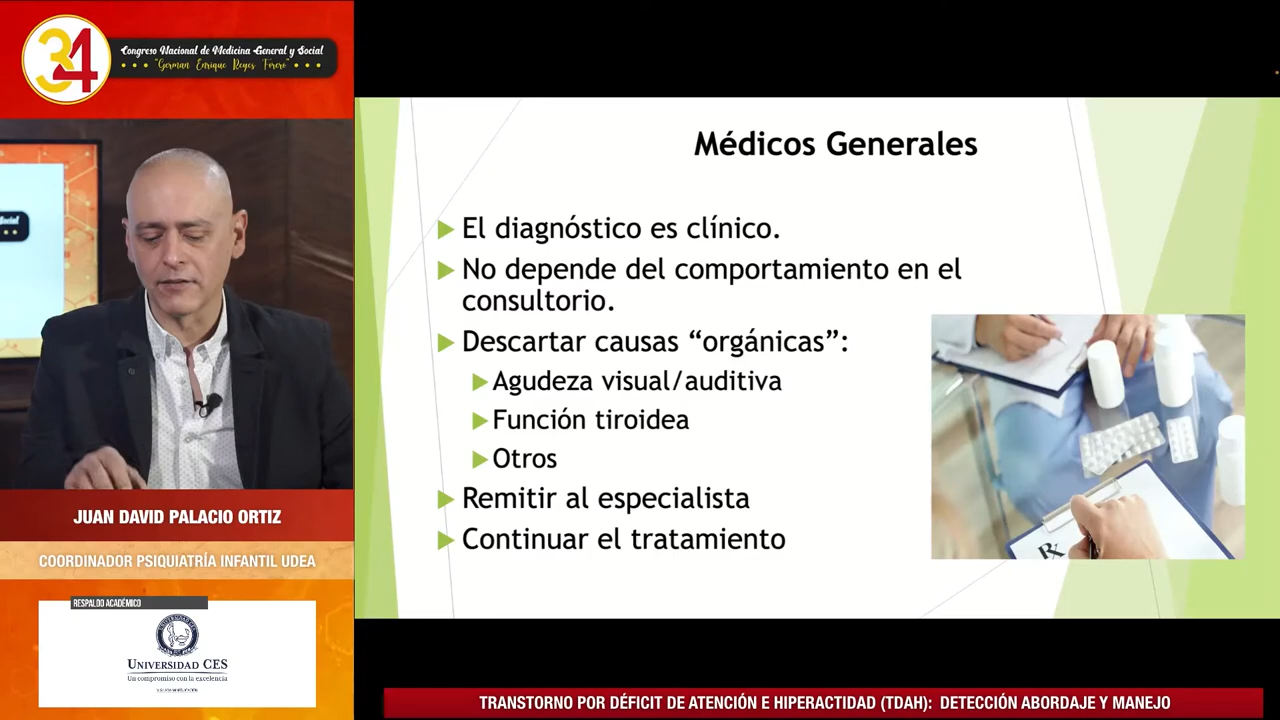 34
Congreso Nacional de Medicina General y Social
"German Enrique Reyes Forero"
Social
Médicos Generales
El diagnóstico es clínico.
No depende del comportamiento en el
consultorio.
Descartar causas “orgánicas”:
Agudeza visual/auditiva
Función tiroidea
Otros
Remitir al especialista
Continuar el tratamiento
JUAN DAVID PALACIO ORTIZ
COORDINADOR PSIQUIATRÍA INFANTIL UDEA
RESPALDO ACADÉMICO
UNIVERSIDAD CES
Un compromiso con la excelencia
TRANSTORNO POR DÉFICIT DE ATENCIÓN E HIPERACTIDAD (TDAH): DETECCIÓN ABORDAJE Y MANEJO